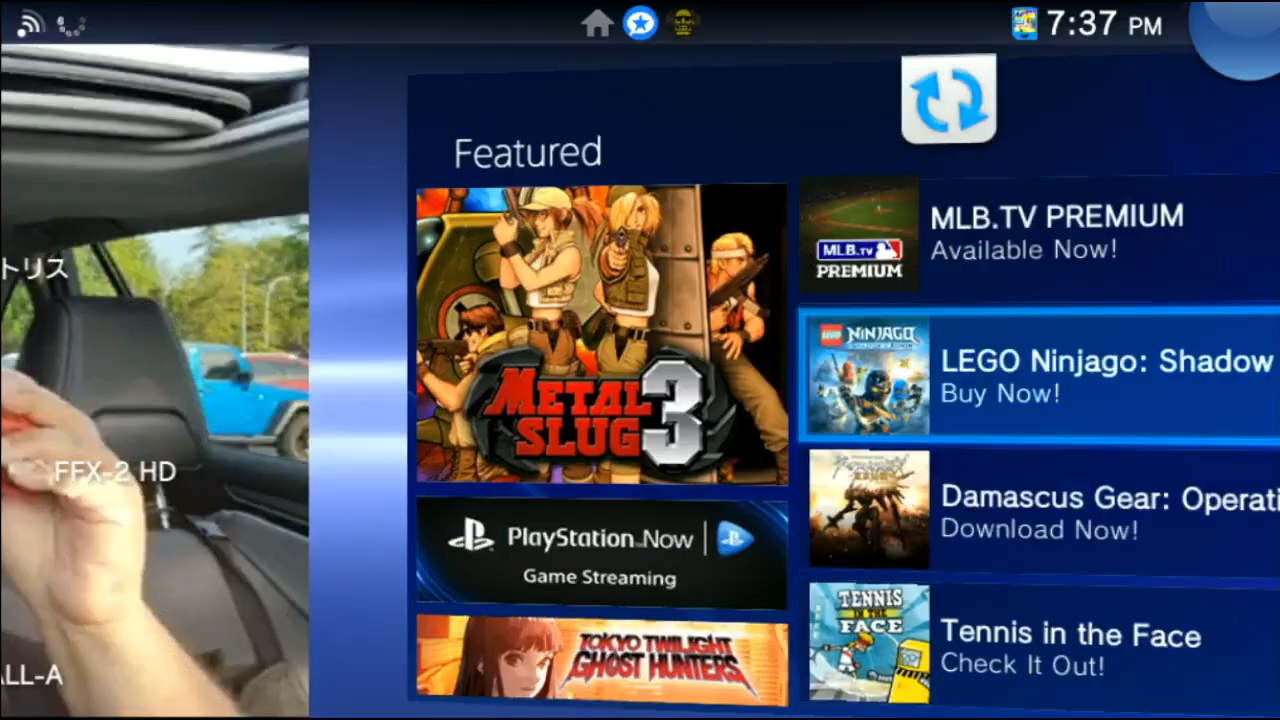 7:37 PM
トリス
FFX-2 HD
LL-A
Featured
METAL
SLUG 3
PlayStation Now
Game Streaming
TOKYO TWILIGHT
GHOST HUNTERS
MLB.TV
PREMIUM
MLB.TV PREMIUM
Available Now!
LEGO NINJAGO
LEGO Ninjago: Shadow
Buy Now!
Damascus Gear: Operati
Download Now!
TENNIS
IN THE
FACE
Tennis in the Face
Check It Out!